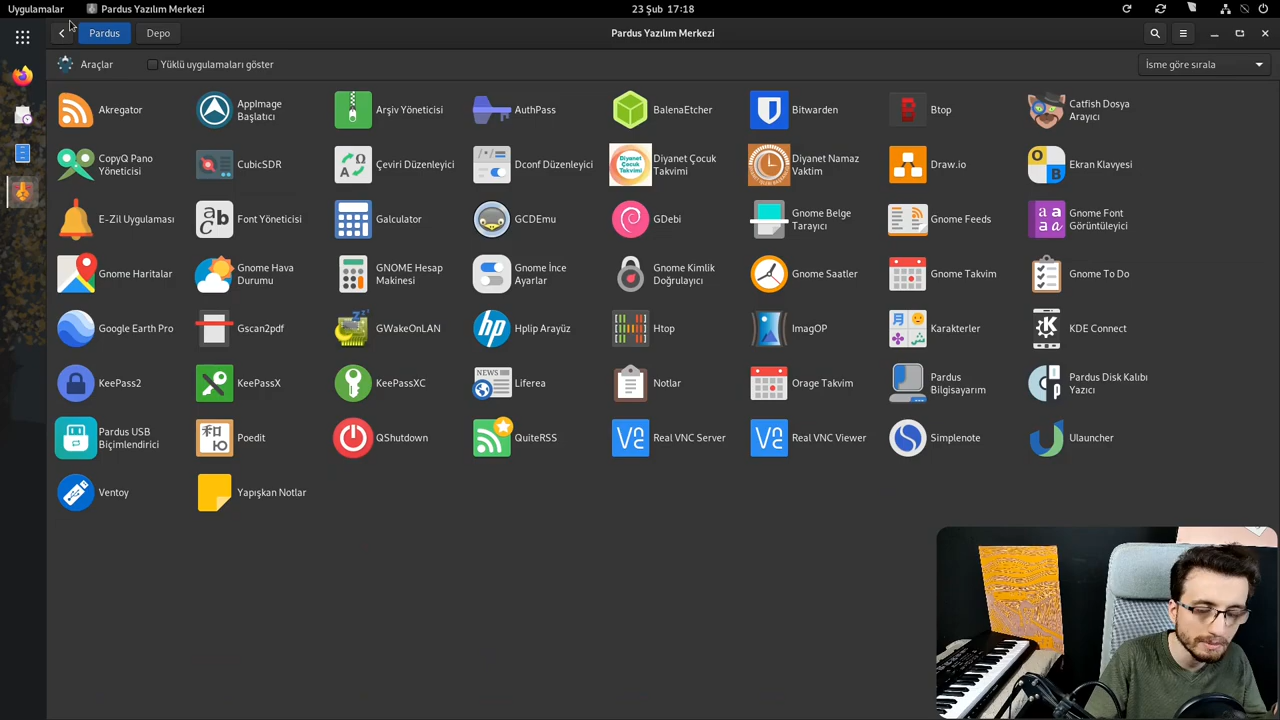 Uygulamalar
Pardus Yazılım Merkezi
23 Şub 17:18
Pardus
Depo
Pardus Yazılım Merkezi
Araçlar
Yüklü uygulamaları göster
İsme göre sırala
Akregator
AppImage
Başlatıcı
Arşiv Yöneticisi
AuthPass
BalenaEtcher
Bitwarden
Btop
Catfish Dosya
Arayıcı
CopyQ Pano
Yöneticisi
CubicSDR
Çeviri Düzenleyici
Dconf Düzenleyici
Diyanet
Çocuk
Takvimi
Diyanet Çocuk
Takvimi
Diyanet Namaz
Vaktim
Draw.io
Ekran Klavyesi
E-Zil Uygulaması
Font Yöneticisi
Galculator
GCDEmu
GDebi
Gnome Belge
Tarayıcı
Gnome Feeds
Gnome Font
Görüntüleyici
Gnome Haritalar
Gnome Hava
Durumu
GNOME Hesap
Makinesi
Gnome İnce
Ayarlar
Gnome Kimlik
Doğrulayıcı
Gnome Saatler
Gnome Takvim
Gnome To Do
Google Earth Pro
Gscan2pdf
GWakeOnLAN
hp
Hplip Arayüz
Htop
ImagOP
Karakterler
KDE Connect
KeePass2
KeePassX
KeePassXC
NEWS
Liferea
Notlar
Orage Takvim
Pardus
Bilgisayarım
Pardus Disk Kalıbı
Yazıcı
Pardus USB
Biçimlendirici
Poedit
QShutdown
QuiteRSS
Real VNC Server
Real VNC Viewer
Simplenote
Ulauncher
Ventoy
Yapışkan Notlar